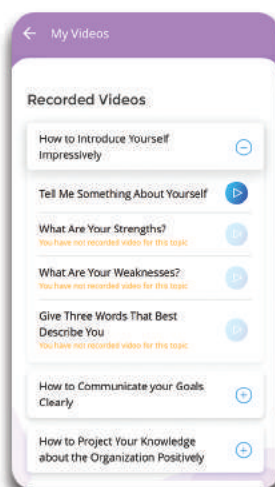 My Videos
Recorded Videos
How to Introduce Yourself
Impressively
Tell Me Something About Yourself
What Are Your Strengths?
You have not recorded video for this topic
What Are Your Weaknesses?
You have not recorded video for this topic
Give Three Words That Best
Describe You
You have not recorded video for this topic
How to Communicate your Goals
Clearly
How to Project Your Knowledge
about the Organization Positively